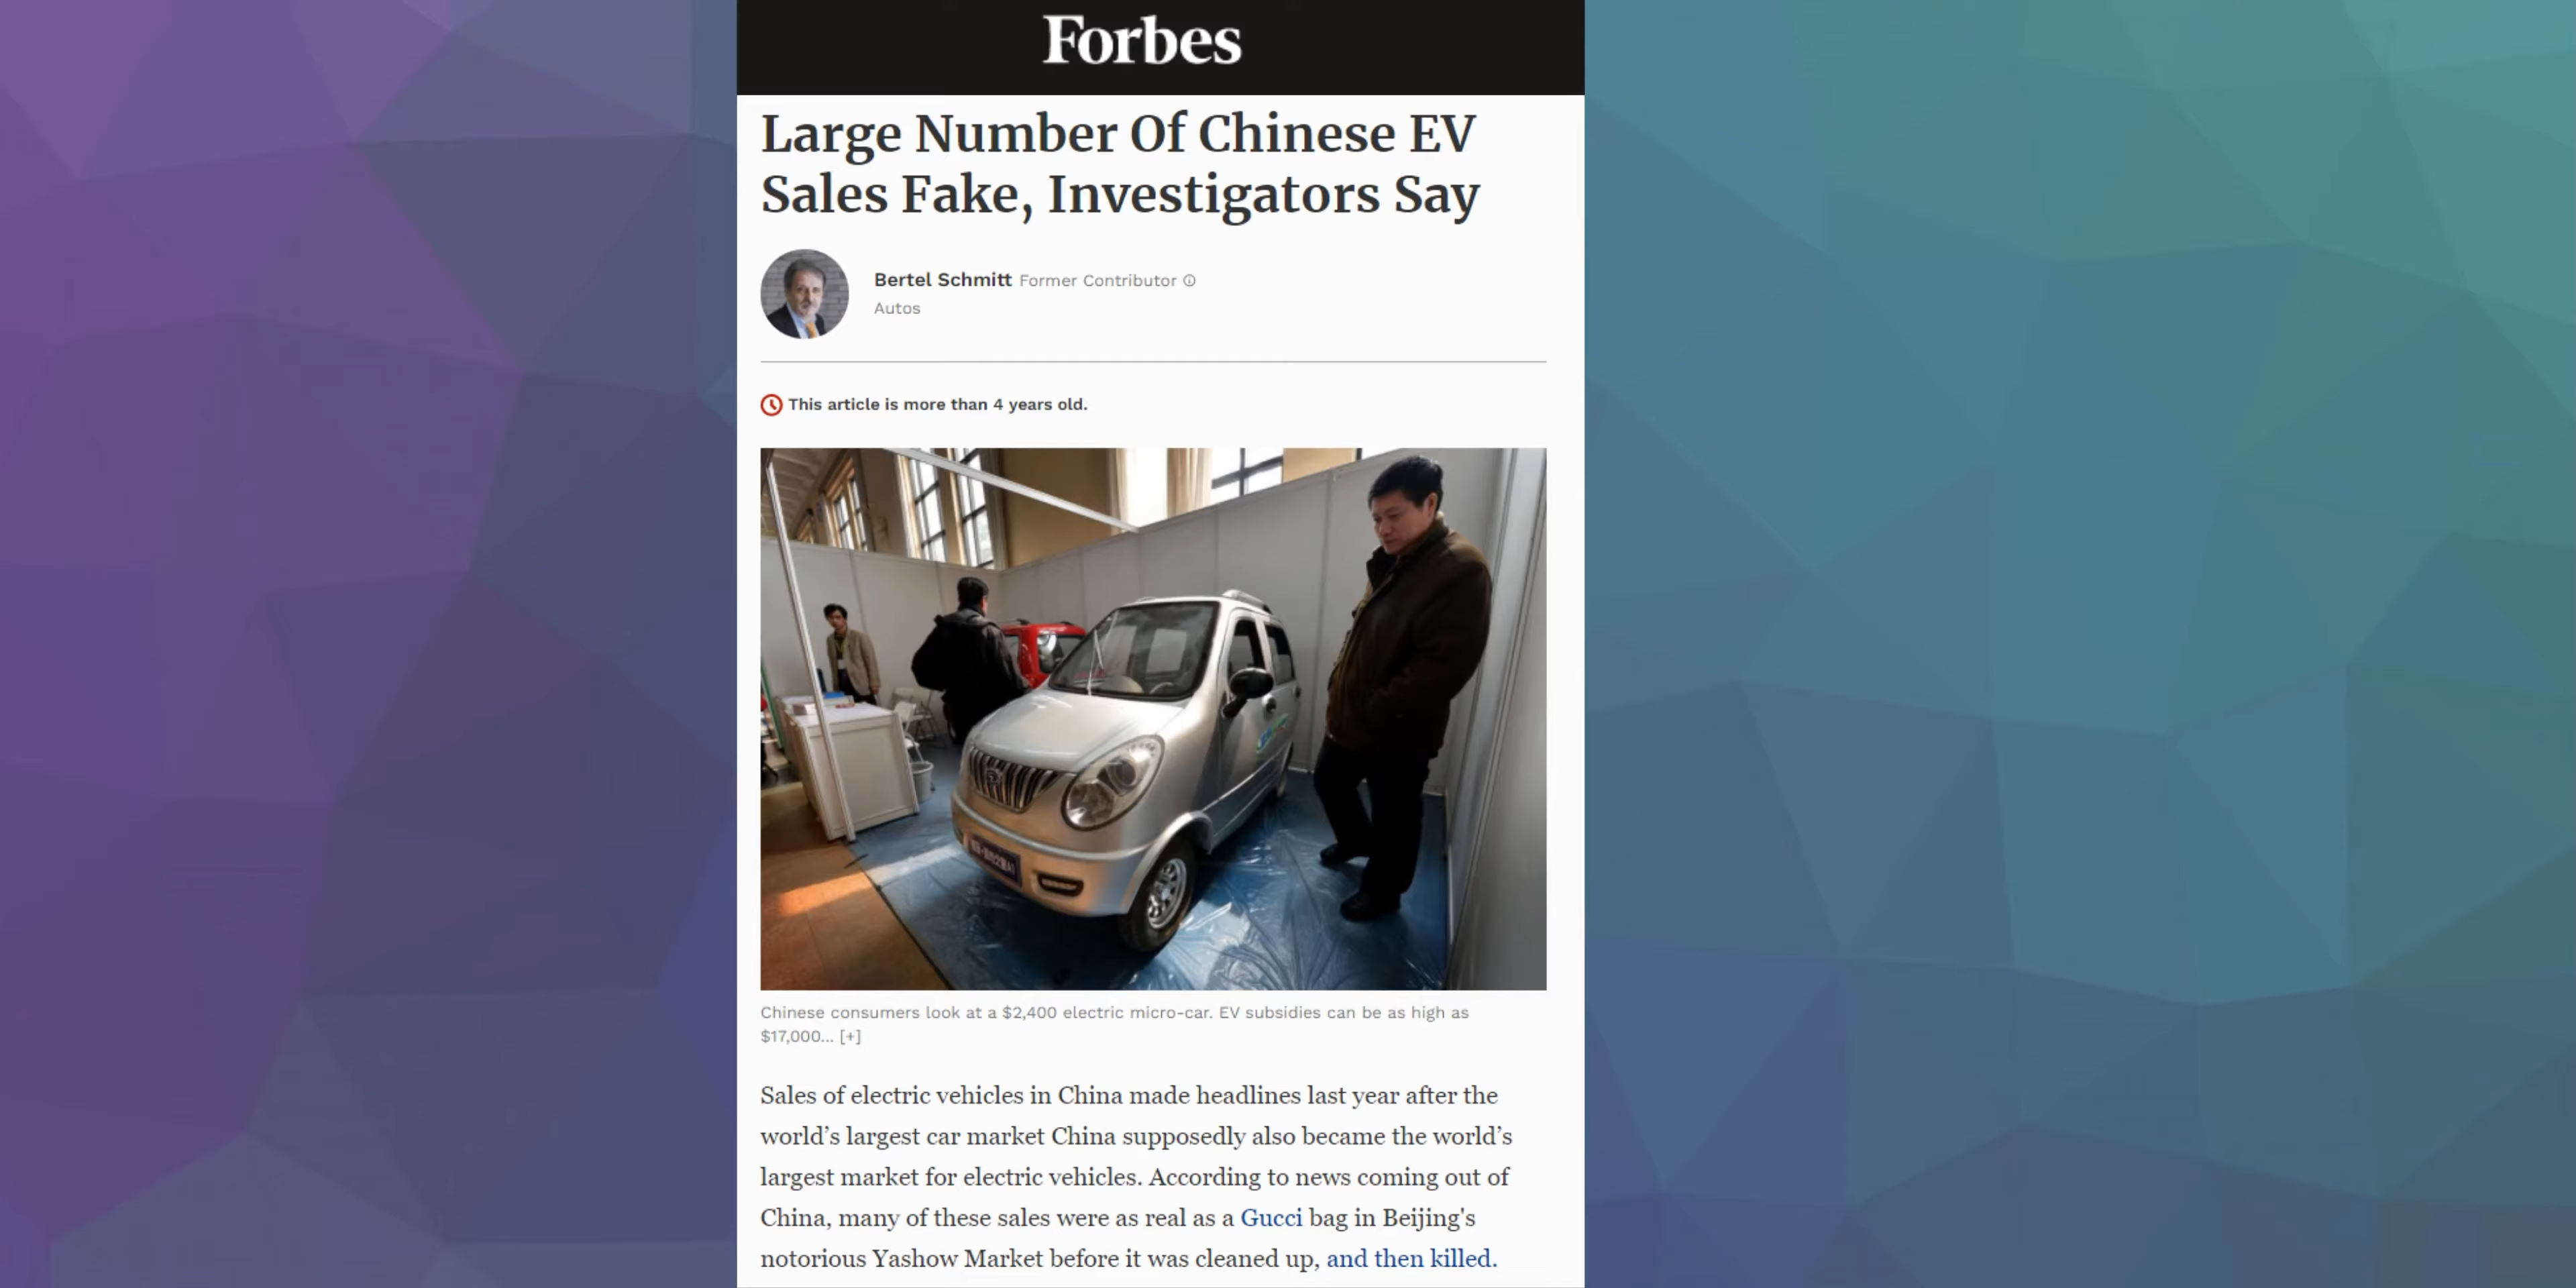 Forbes
Large Number Of Chinese EV
Sales Fake, Investigators Say
Bertel Schmitt Former Contributor
Autos
This article is more than 4 years old.
Chinese consumers look at a $2,400 electric micro-car. EV subsidies can be as high as
$17,000... [+]
Sales of electric vehicles in China made headlines last year after the
world’s largest car market China supposedly also became the world’s
largest market for electric vehicles. According to news coming out of
China, many of these sales were as real as a Gucci bag in Beijing's
notorious Yashow Market before it was cleaned up, and then killed.